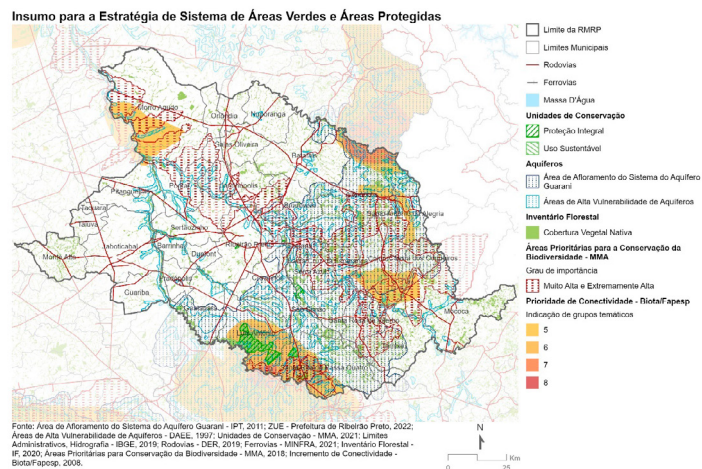 Insumo para a Estratégia de Sistema de Áreas Verdes e Áreas Protegidas
Limite da RMRP
Limites Municipais
Rodovias
Ferrovias
Massa D'Água
Unidades de Conservação
Proteção Integral
Uso Sustentável
Aquíferos
Área de Afloramento do Sistema do Aquífero
Guarani
Áreas de Alta Vulnerabilidade de Aquíferos
Inventário Florestal
Cobertura Vegetal Nativa
Áreas Prioritárias para a Conservação da
Biodiversidade - MMA
Grau de importância
Muito Alta e Extremamente Alta
Prioridade de Conectividade - Biota/Fapesp
Indicação de grupos temáticos
5
6
7
8
Morro Agudo
Orlândia
Nuporanga
Sales Oliveira
Batatais
Pitangueiras
Taquaral
Taiúva
Jaboticabal
Sertãozinho
Barrinha
Dumont
Monte Alto
Pradópolis
Guariba
Guatapará
Mococa
N
0
25
Km
Fonte: Área de Afloramento do Sistema do Aquífero Guarani - IPT, 2011; ZUE - Prefeitura de Ribeirão Preto, 2022;
Áreas de Alta Vulnerabilidade de Aquíferos - DAEE, 1997; Unidades de Conservação - MMA, 2021; Limites
Administrativos, Hidrografia - IBGE, 2019; Rodovias - DER, 2019; Ferrovias - MINFRA, 2021; Inventário Florestal -
IF, 2020; Áreas Prioritárias para Conservação da Biodiversidade - MMA, 2018; Incremento de Conectividade -
Biota/Fapesp, 2008.